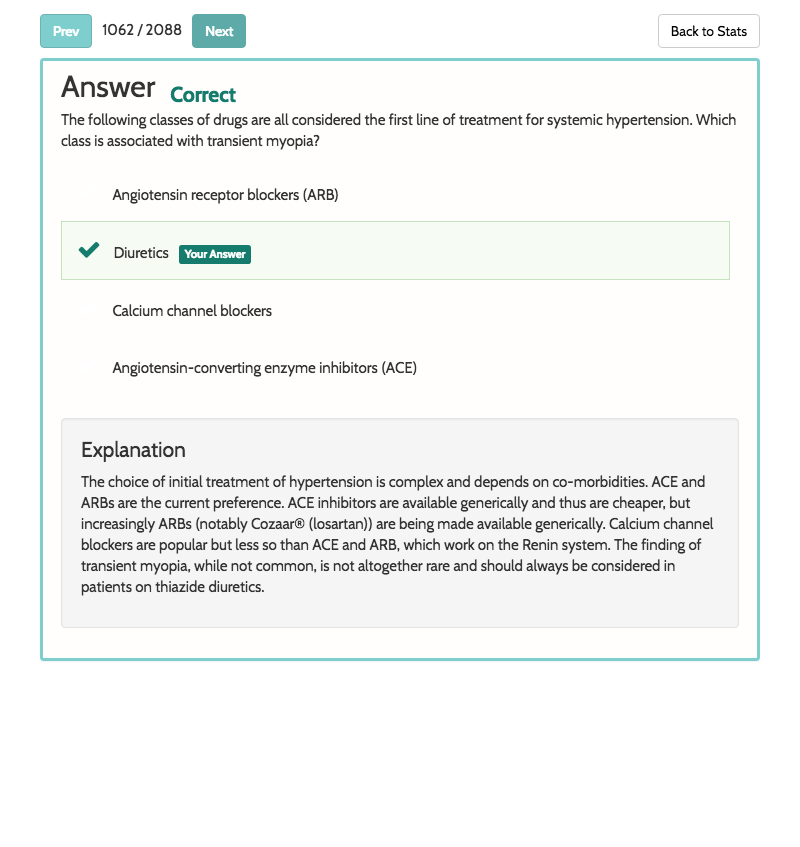 Prev 1062 / 2088 Next Back to Stats
Answer Correct
The following classes of drugs are all considered the first line of treatment for systemic hypertension. Which
class is associated with transient myopia?
Angiotensin receptor blockers (ARB)
Diuretics Your Answer
Calcium channel blockers
Angiotensin-converting enzyme inhibitors (ACE)
Explanation
The choice of initial treatment of hypertension is complex and depends on co-morbidities. ACE and
ARBs are the current preference. ACE inhibitors are available generically and thus are cheaper, but
increasingly ARBs (notably Cozaar® (losartan)) are being made available generically. Calcium channel
blockers are popular but less so than ACE and ARB, which work on the Renin system. The finding of
transient myopia, while not common, is not altogether rare and should always be considered in
patients on thiazide diuretics.